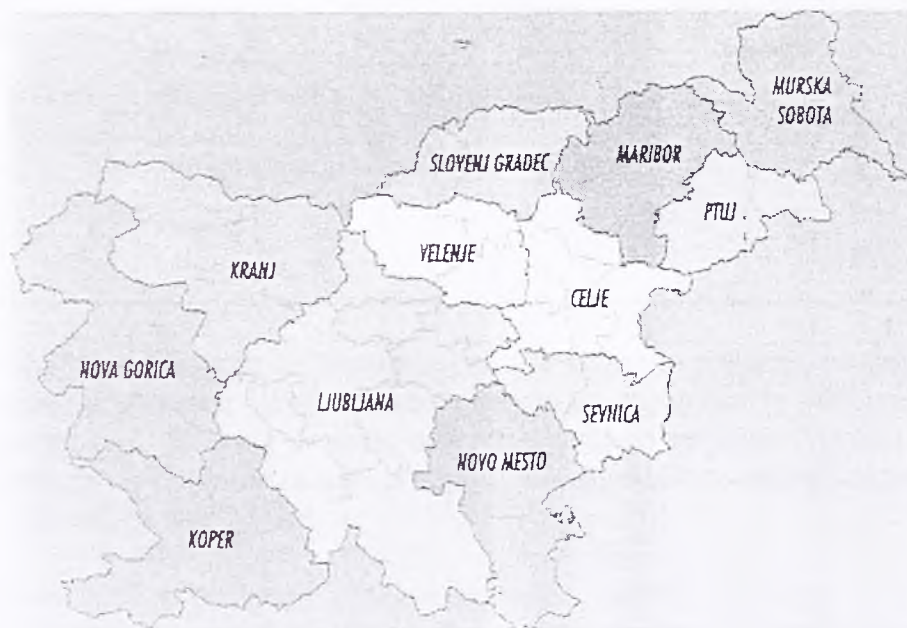 MURSKA
SOBOTA
SLOVENJ GRADEC
MARIBOR
PTUJ
VELENJE
KRANJ
CELJE
NOVA GORICA
LJUBLJANA
SEVNICA
NOVO MESTO
KOPER